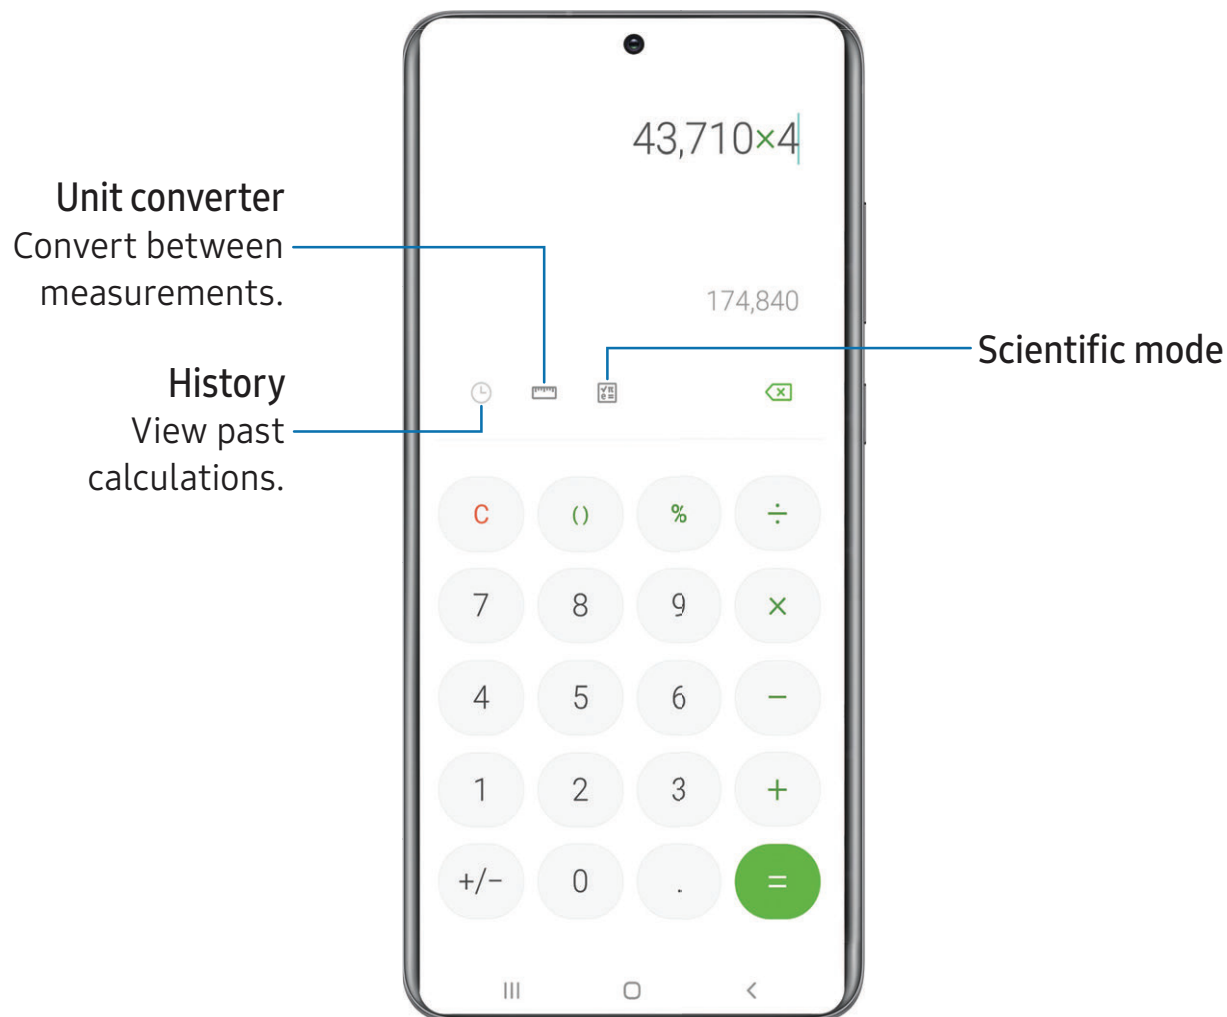 43,710×4
Unit converter
Convert between
measurements.
174,840
Scientific mode
History
View past
calculations.
√π
e =
C
()
%
÷
7
8
9
×
4
5
6
−
1
2
3
+
+/−
0
.
=